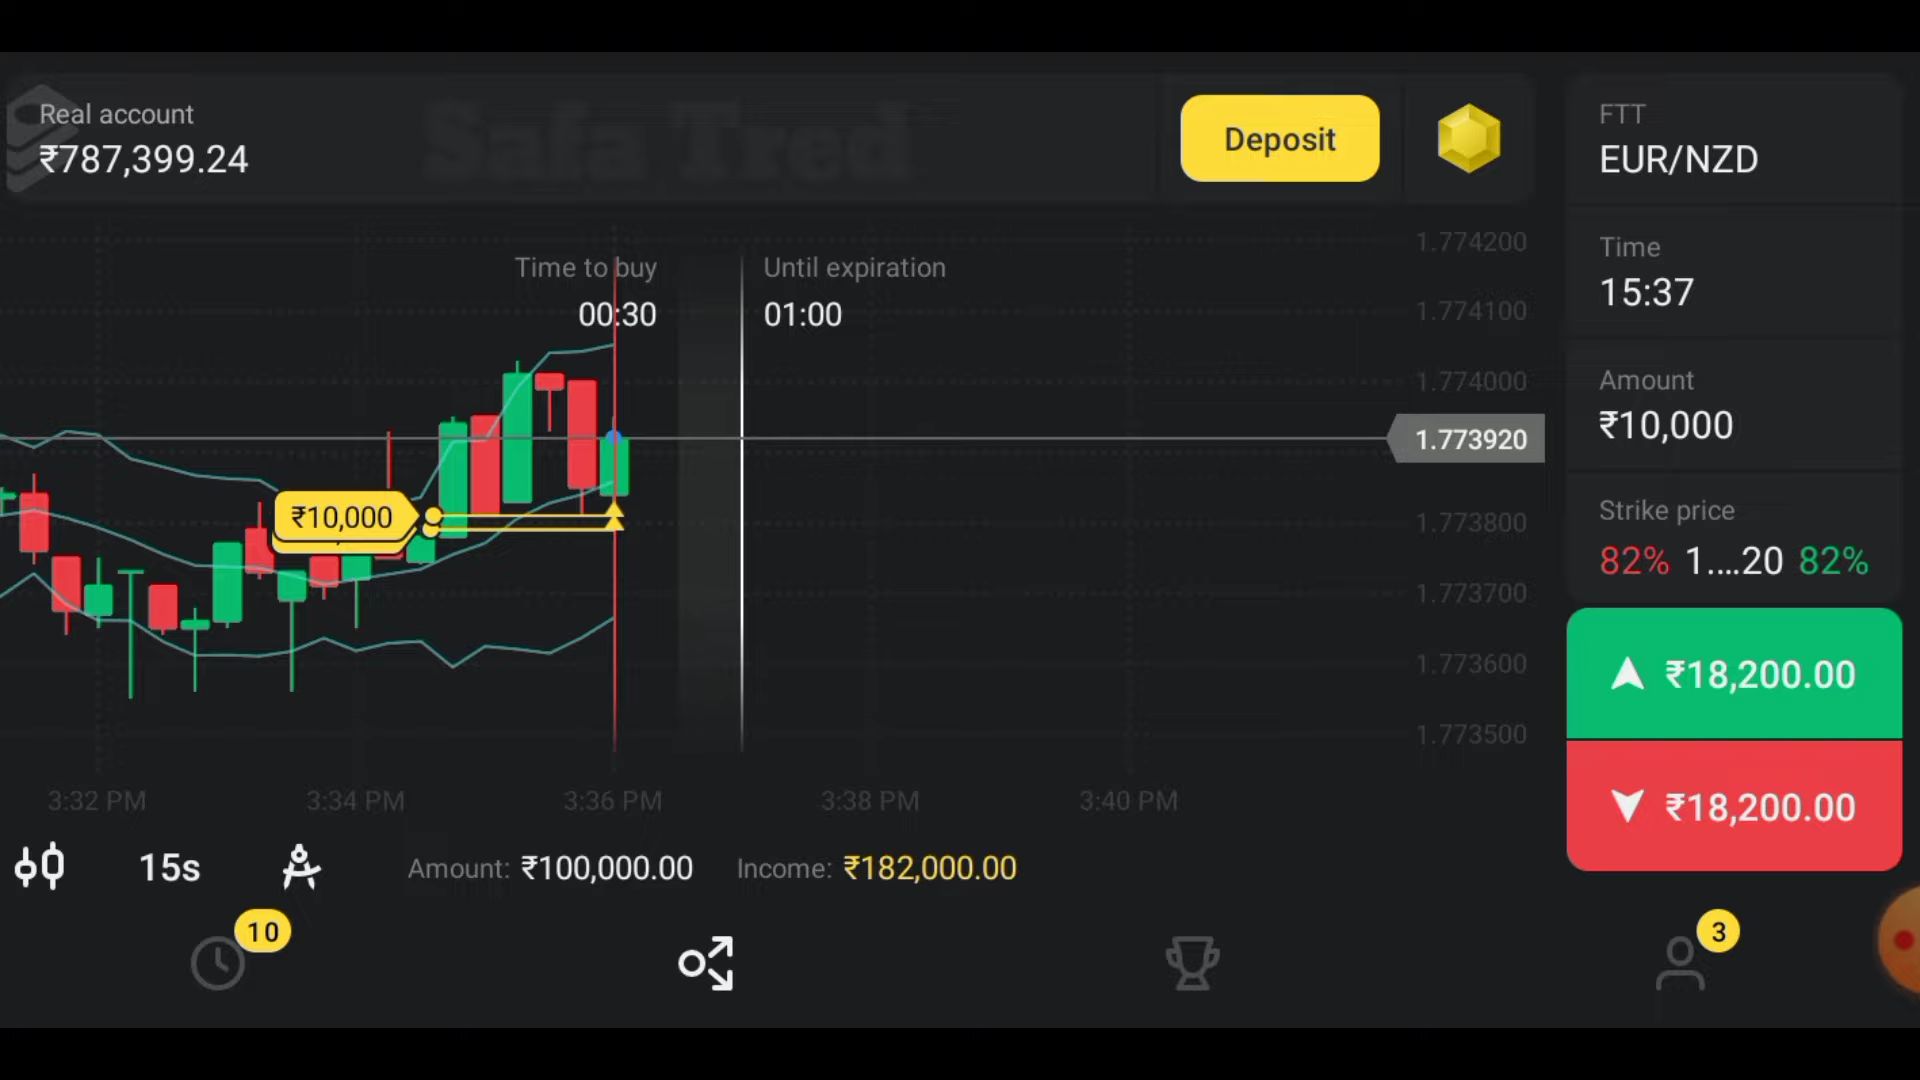 Real account
₹787,399.24
Safa Tred
Deposit
FTT
EUR/NZD
Time
15:37
Amount
₹10,000
Strike price
82% 1....20 82%
₹18,200.00
₹18,200.00
Time to buy
00:30
Until expiration
01:00
1.774200
1.774100
1.774000
1.773920
1.773800
1.773700
1.773600
1.773500
₹10,000
3:32 PM
3:34 PM
3:36 PM
3:38 PM
3:40 PM
15s
Amount: ₹100,000.00
Income: ₹182,000.00
10
3